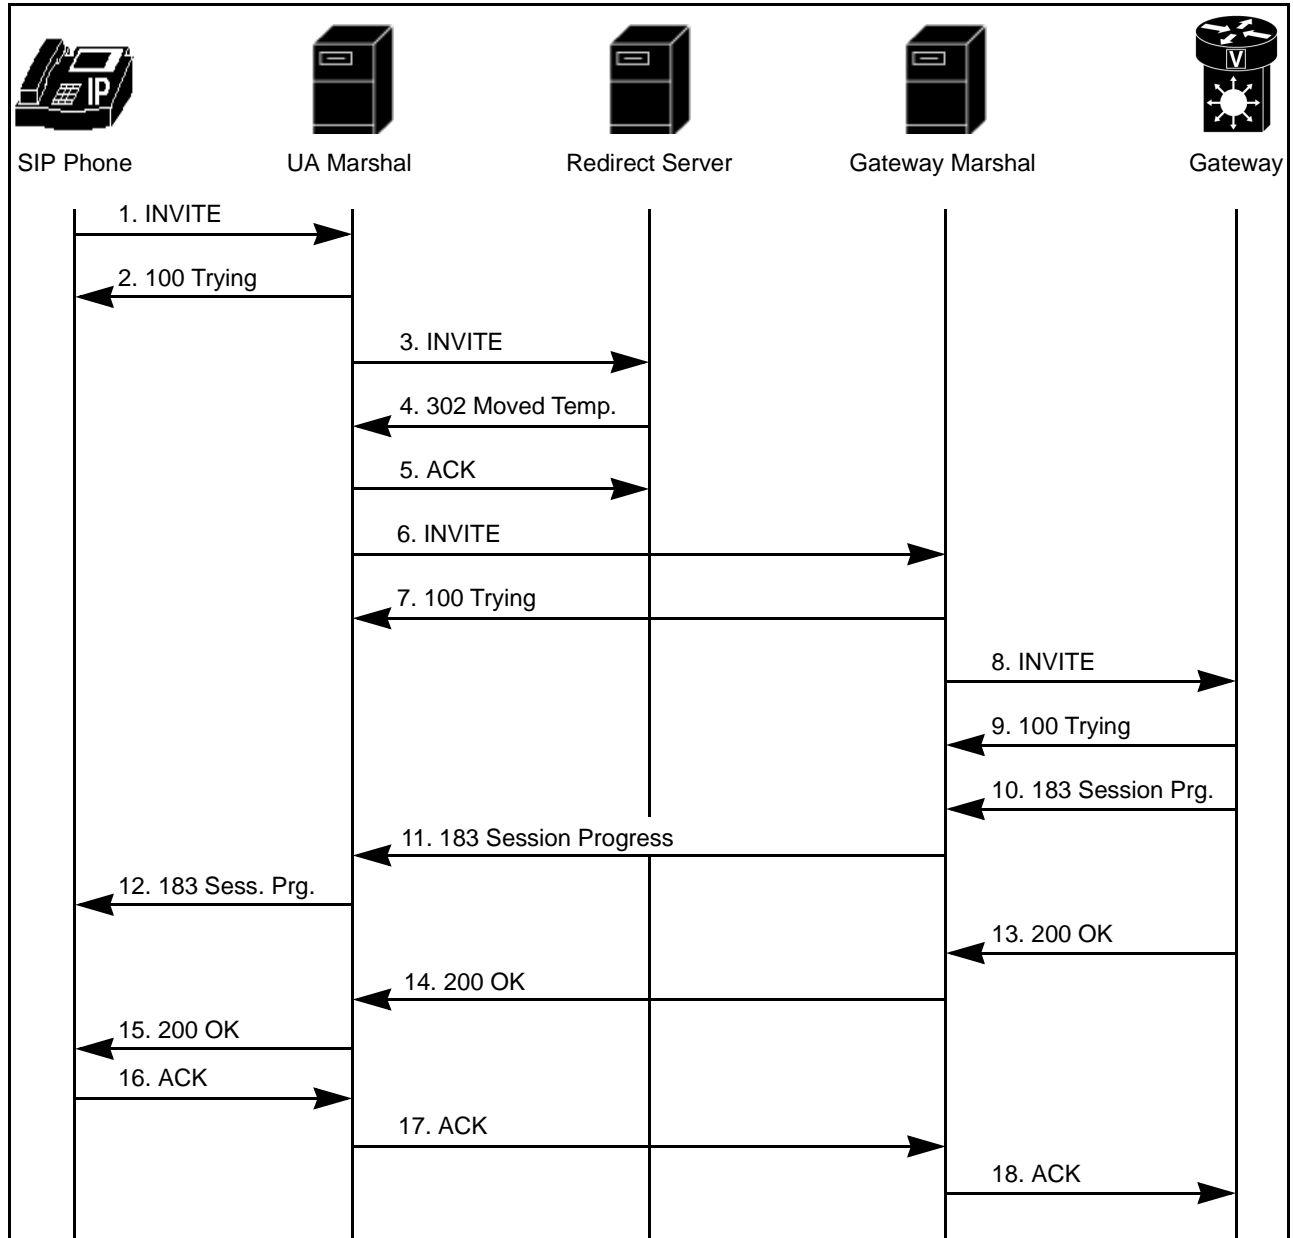 IP
V
SIP Phone
UA Marshal
Redirect Server
Gateway Marshal
Gateway
1. INVITE
2. 100 Trying
3. INVITE
4. 302 Moved Temp.
5. ACK
6. INVITE
7. 100 Trying
8. INVITE
9. 100 Trying
10. 183 Session Prg.
11. 183 Session Progress
12. 183 Sess. Prg.
13. 200 OK
14. 200 OK
15. 200 OK
16. ACK
17. ACK
18. ACK